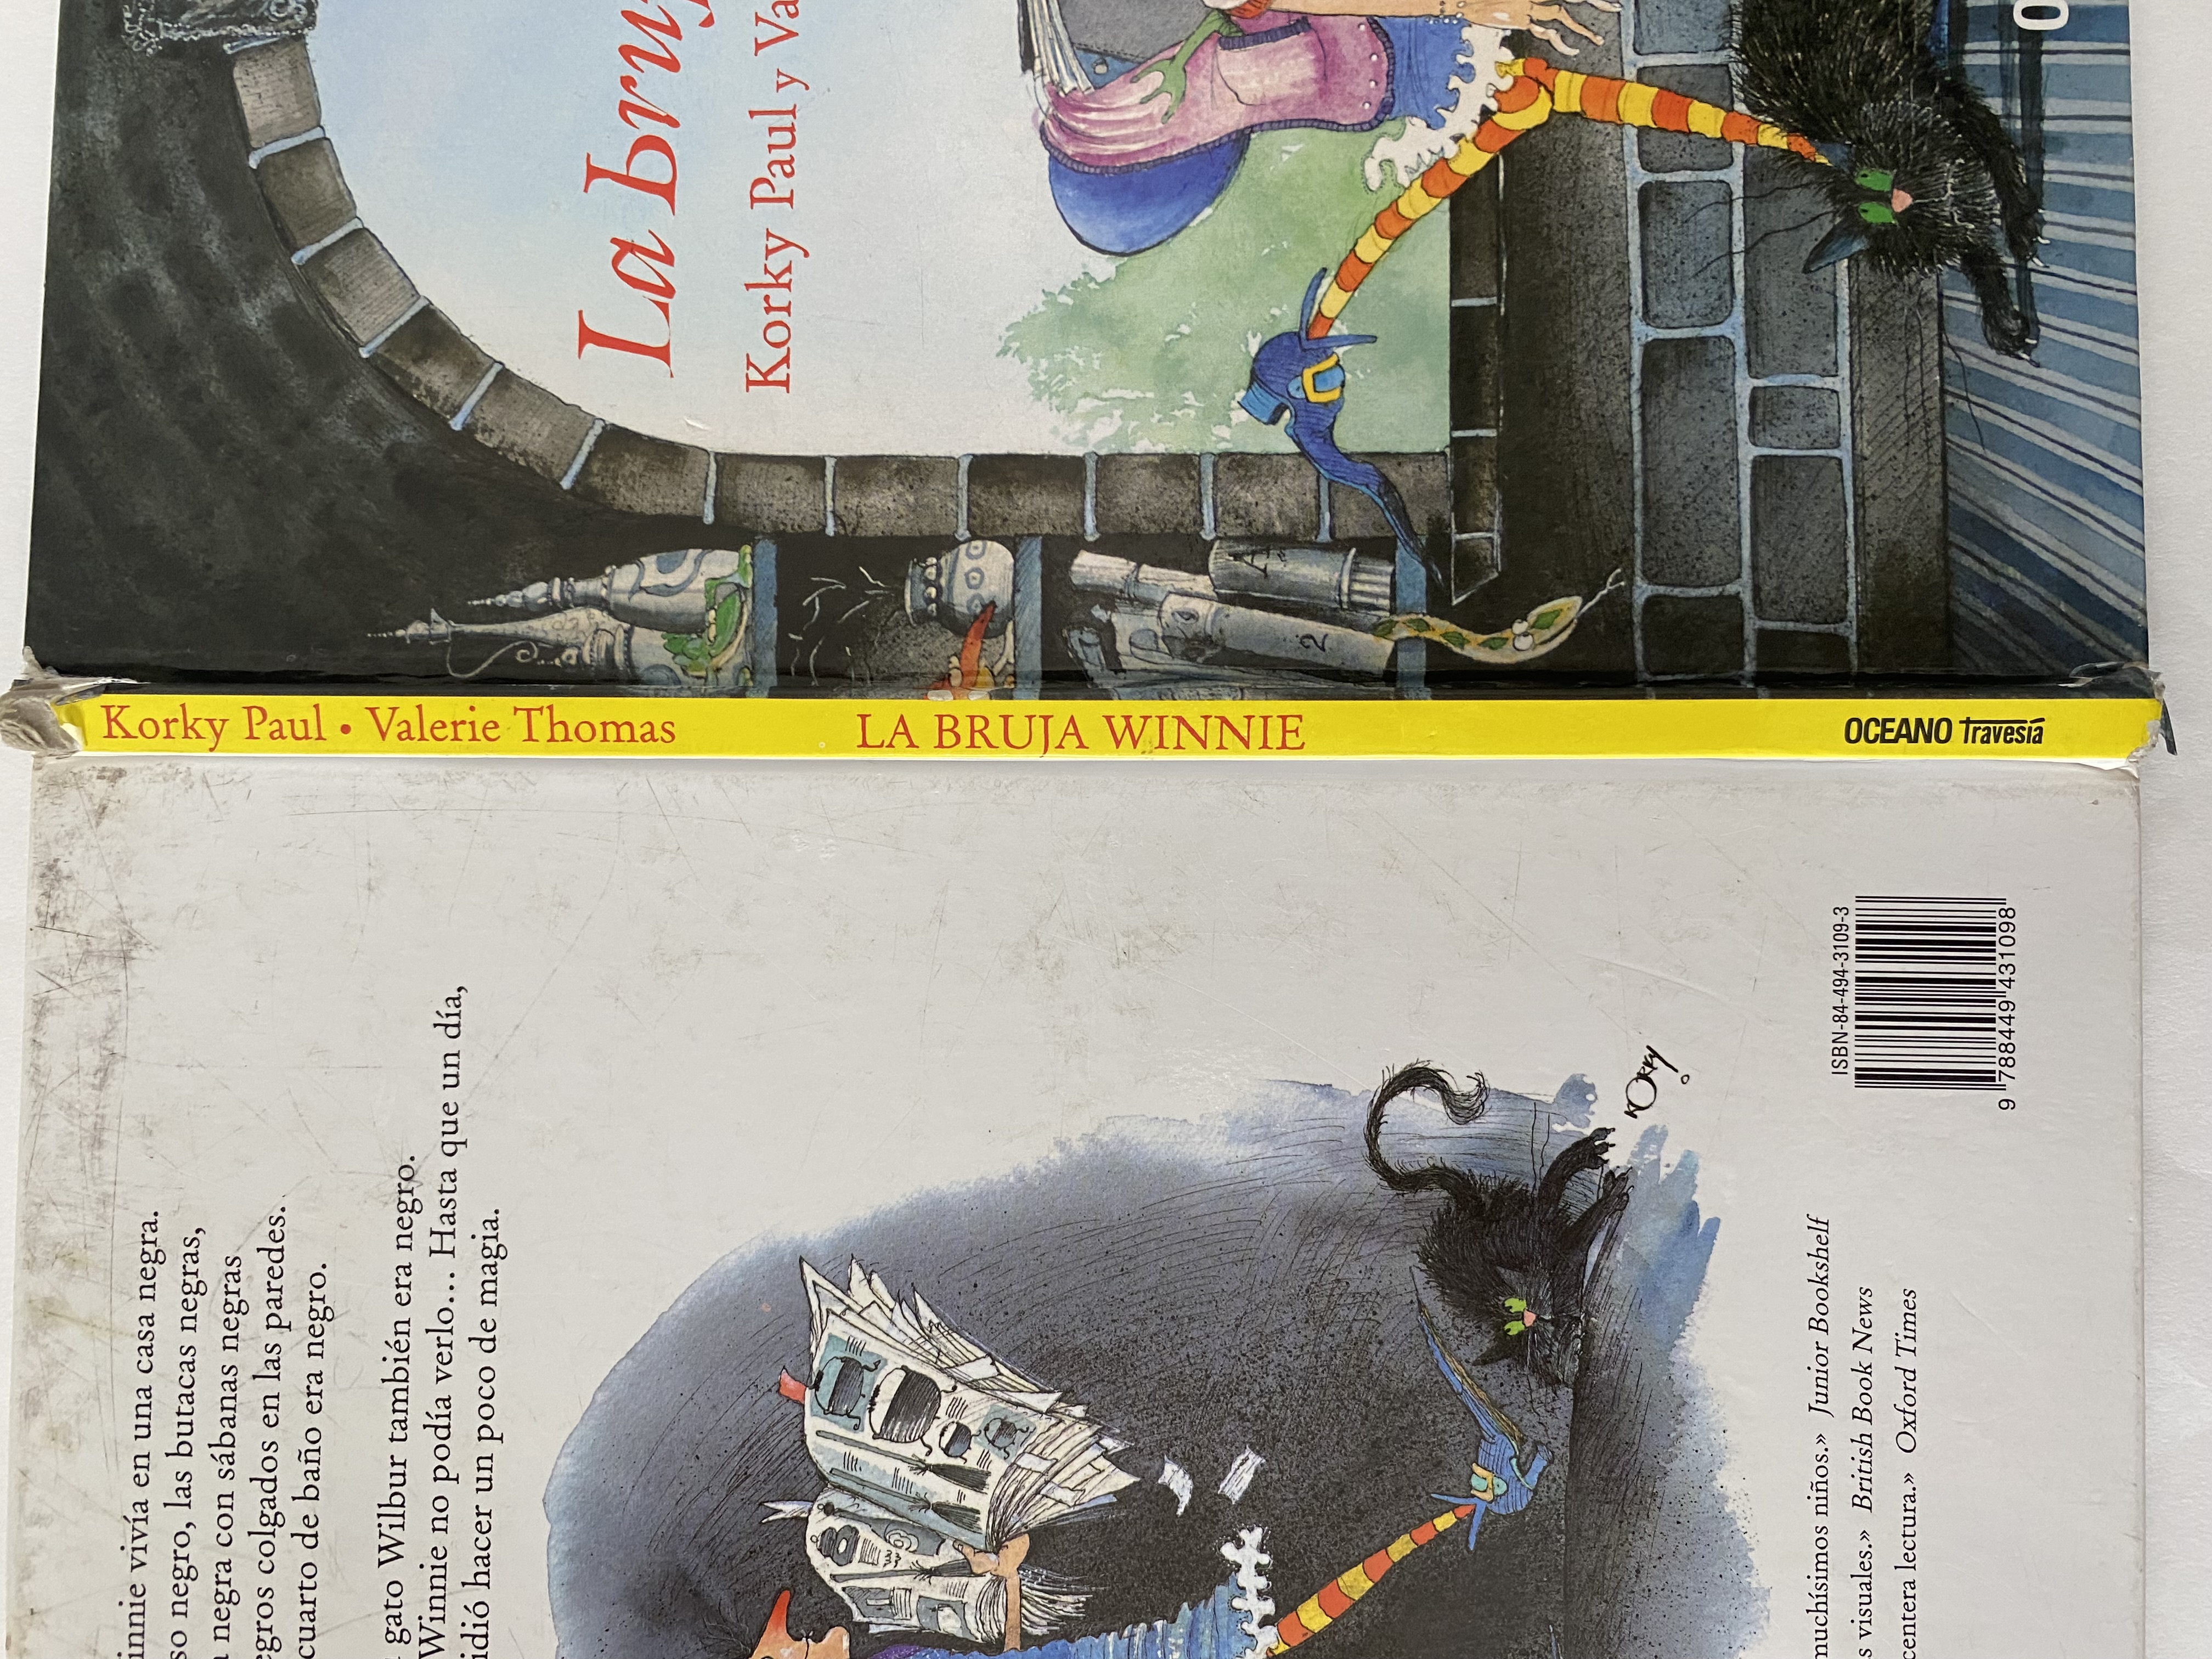 innie vivía en una casa negra.
so negro, las butacas negras,
a negra con sábanas negras
egros colgados en las paredes.
cuarto de baño era negro.
gato Wilbur también era negro.
Winnie no podía verlo... Hasta que un día,
idió hacer un poco de magia.
KORKY!
muchísimos niños.» Junior Bookshelf
s visuales.» British Book News
centera lectura.» Oxford Times
ISBN-84-494-3109-3
9 788449 431098
Korky Paul • Valerie Thomas
LA BRUJA WINNIE
OCEANO Travesía
La bruj
Korky Paul y Va
A
2
O